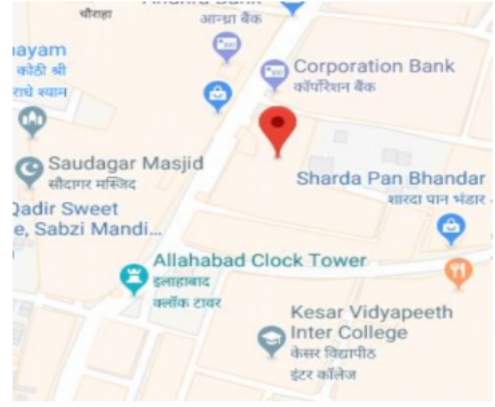 चौराहा
आन्ध्रा बैंक
ayam
कोठी श्री
राधे श्याम
Corporation Bank
कॉर्पोरेशन बैंक
Saudagar Masjid
सौदागर मस्जिद
Sharda Pan Bhandar
शारदा पान भंडार
Qadir Sweet
e, Sabzi Mandi...
Allahabad Clock Tower
इलाहाबाद
क्लॉक टावर
Kesar Vidyapeeth
Inter College
केसर विद्यापीठ
इंटर कॉलेज